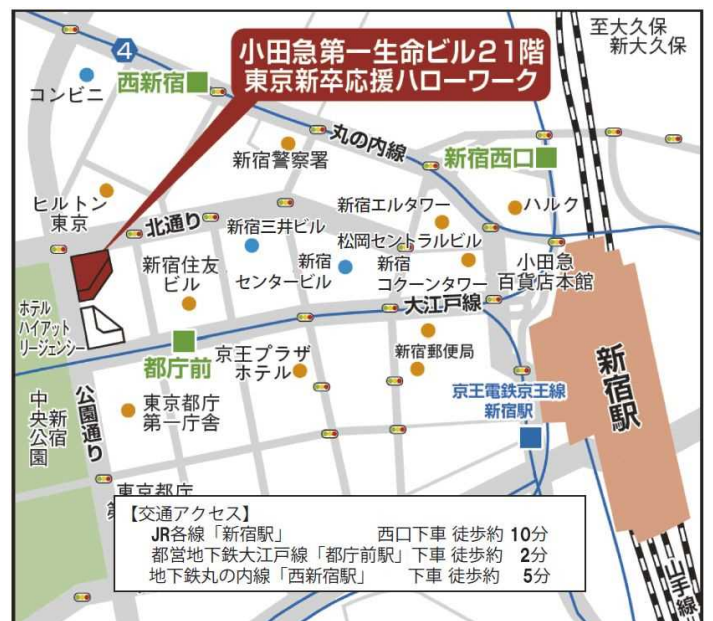 至大久保
新大久保
4
小田急第一生命ビル21階
東京新卒応援ハローワーク
コンビニ
西新宿
丸の内線
新宿警察署
新宿西口
ヒルトン
東京
北通り
新宿三井ビル
新宿エルタワー
ハルク
松岡セントラルビル
新宿住友
ビル
新宿
センタービル
新宿
コクーンタワー
小田急
百貨店本館
大江戸線
ホテル
ハイアット
リージェンシー
都庁前
京王プラザ
ホテル
新宿郵便局
新宿駅
京王電鉄京王線
新宿駅
新宿
中央公園
公園通り
東京都庁
第一庁舎
東京都庁
【交通アクセス】
JR各線「新宿駅」 西口下車 徒歩約 10分
都営地下鉄大江戸線「都庁前駅」下車 徒歩約 2分
地下鉄丸の内線「西新宿駅」 下車 徒歩約 5分
山手線